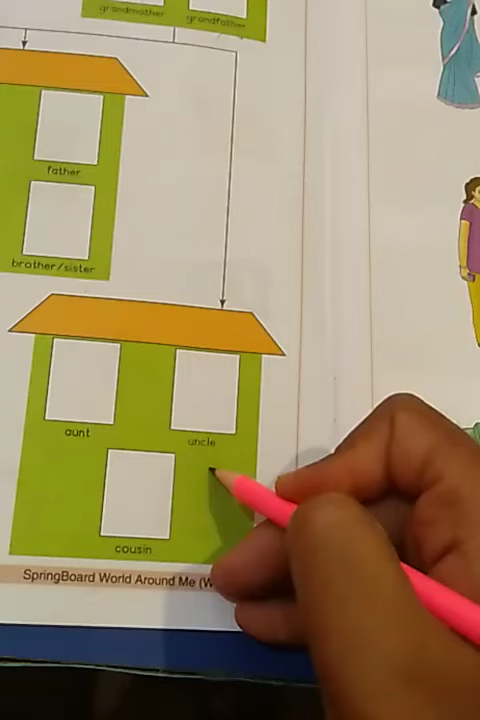 grandmother grandfather
father
brother/sister
aunt uncle
cousin
SpringBoard World Around Me (W